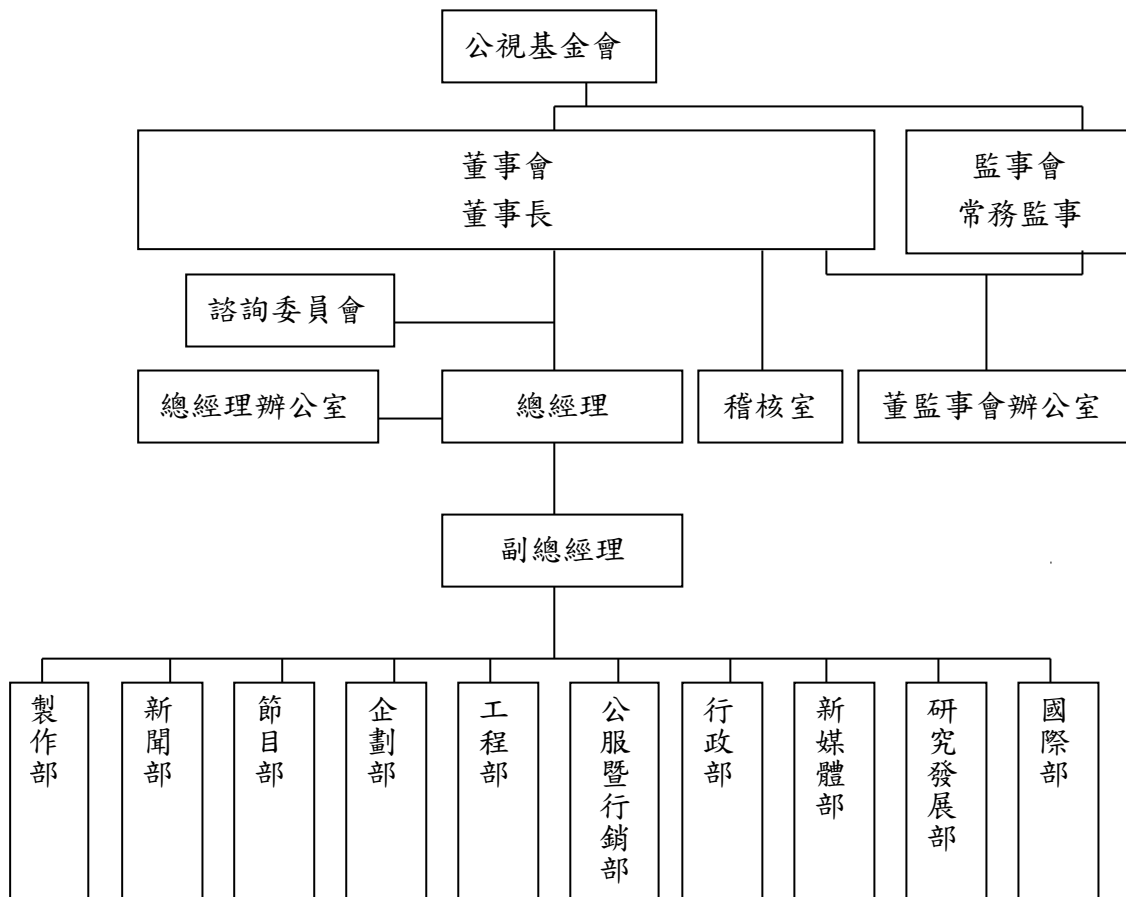 公視基金會
董事會
董事長
監事會
常務監事
諮詢委員會
總經理辦公室
總經理
稽核室
董監事會辦公室
副總經理
製作部
新聞部
節目部
企劃部
工程部
公服暨行銷部
行政部
新媒體部
研究發展部
國際部